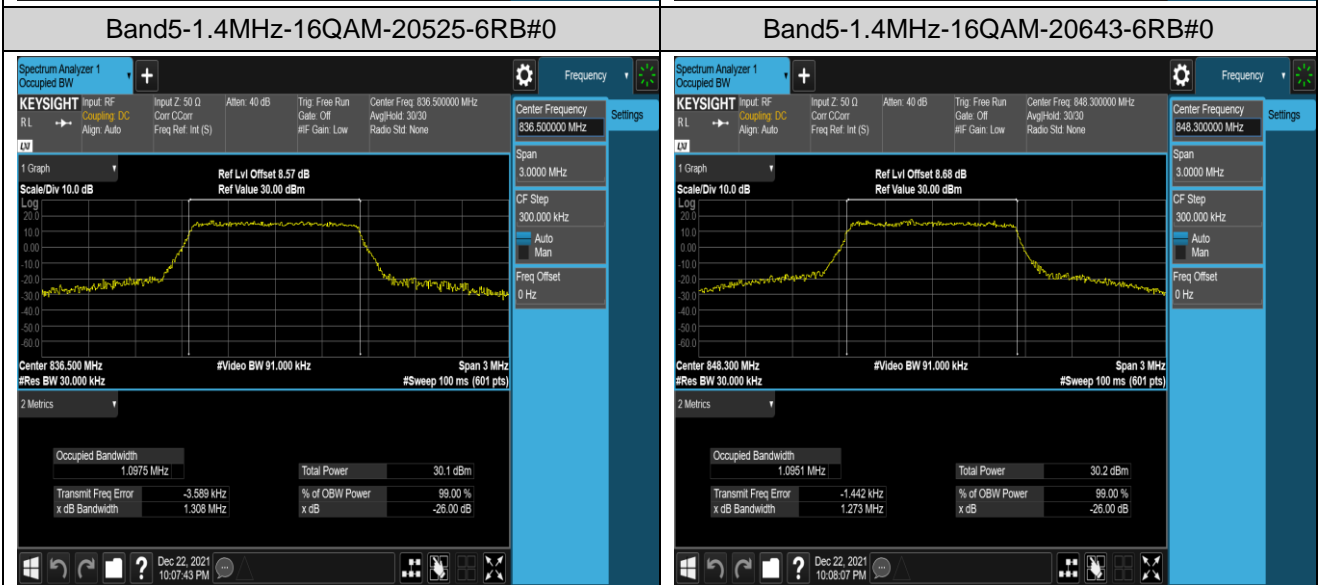 Band5-1.4MHz-16QAM-20525-6RB#0
Spectrum Analyzer 1
Occupied BW
+
Frequency
KEYSIGHT
RL
LXI
Input: RF
Coupling: DC
Align: Auto
Input Z: 50 Ω
Corr CCorr
Freq Ref: Int (S)
Atten: 40 dB
Trig: Free Run
Gate: Off
#IF Gain: Low
Center Freq: 836.500000 MHz
Avg|Hold: 30/30
Radio Std: None
Center Frequency
836.500000 MHz
Settings
Span
3.0000 MHz
CF Step
300.000 kHz
Auto
Man
Freq Offset
0 Hz
1 Graph
Scale/Div 10.0 dB
Ref Lvl Offset 8.57 dB
Ref Value 30.00 dBm
Log
20.0
10.0
0.00
-10.0
-20.0
-30.0
-40.0
-50.0
-60.0
Center 836.500 MHz
#Video BW 91.000 kHz
Span 3 MHz
#Res BW 30.000 kHz
#Sweep 100 ms (601 pts)
2 Metrics
Occupied Bandwidth
1.0975 MHz
Total Power 30.1 dBm
Transmit Freq Error -3.589 kHz
% of OBW Power 99.00 %
x dB Bandwidth 1.308 MHz
x dB -26.00 dB
?
Dec 22, 2021
10:07:43 PM
Band5-1.4MHz-16QAM-20643-6RB#0
Spectrum Analyzer 1
Occupied BW
+
Frequency
KEYSIGHT
RL
LXI
Input: RF
Coupling: DC
Align: Auto
Input Z: 50 Ω
Corr CCorr
Freq Ref: Int (S)
Atten: 40 dB
Trig: Free Run
Gate: Off
#IF Gain: Low
Center Freq: 848.300000 MHz
Avg|Hold: 30/30
Radio Std: None
Center Frequency
848.300000 MHz
Settings
Span
3.0000 MHz
CF Step
300.000 kHz
Auto
Man
Freq Offset
0 Hz
1 Graph
Scale/Div 10.0 dB
Ref Lvl Offset 8.68 dB
Ref Value 30.00 dBm
Log
20.0
10.0
0.00
-10.0
-20.0
-30.0
-40.0
-50.0
-60.0
Center 848.300 MHz
#Video BW 91.000 kHz
Span 3 MHz
#Res BW 30.000 kHz
#Sweep 100 ms (601 pts)
2 Metrics
Occupied Bandwidth
1.0951 MHz
Total Power 30.2 dBm
Transmit Freq Error -1.442 kHz
% of OBW Power 99.00 %
x dB Bandwidth 1.273 MHz
x dB -26.00 dB
?
Dec 22, 2021
10:08:07 PM